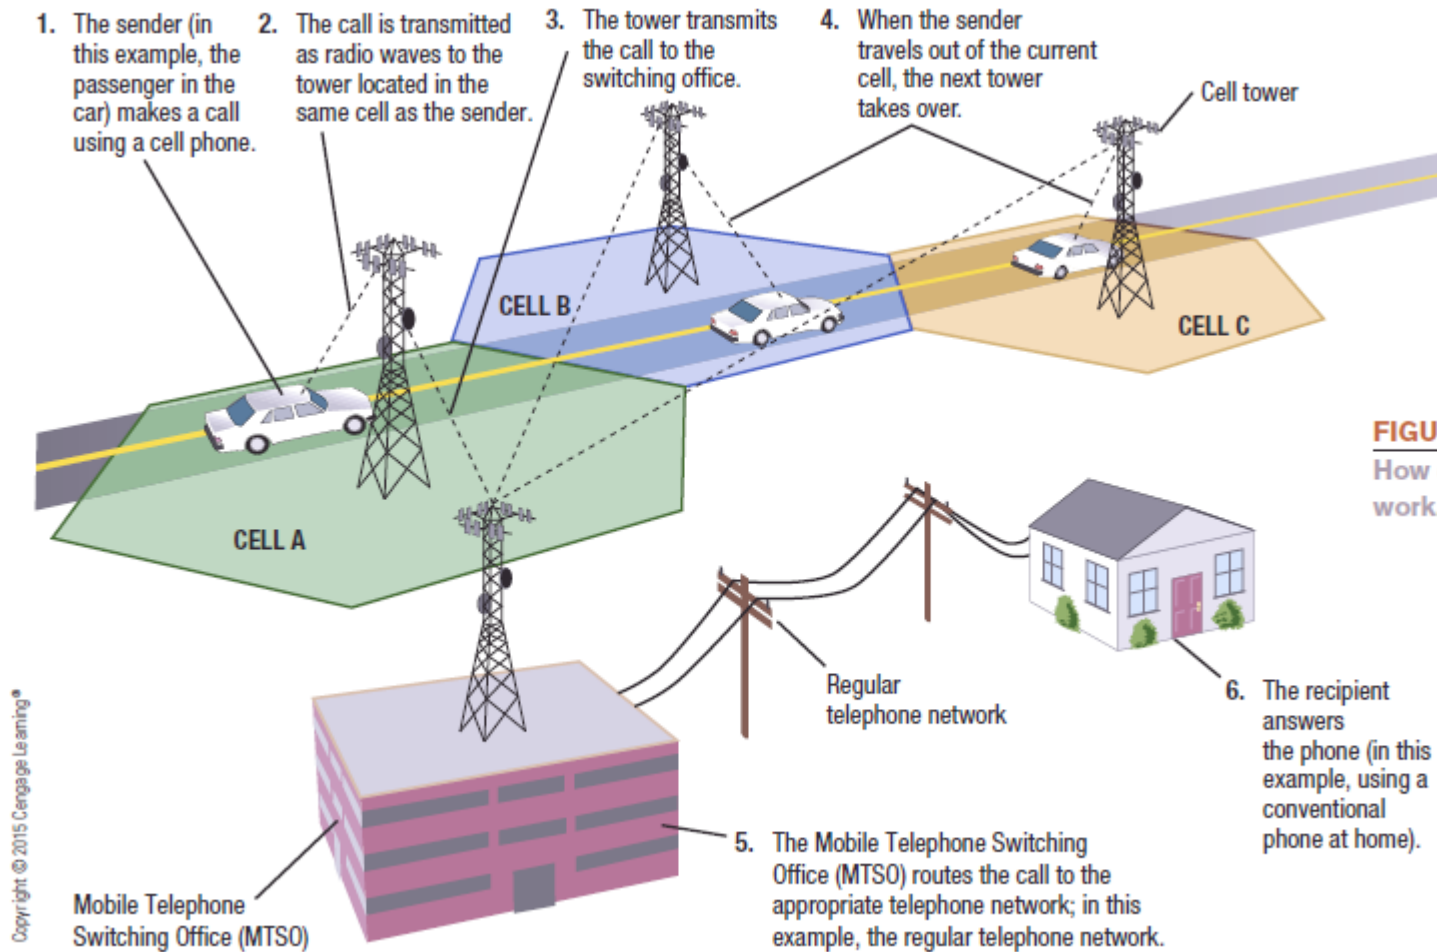 1. The sender (in
this example, the
passenger in the
car) makes a call
using a cell phone.
2. The call is transmitted
as radio waves to the
tower located in the
same cell as the sender.
3. The tower transmits
the call to the
switching office.
4. When the sender
travels out of the current
cell, the next tower
takes over.
Cell tower
CELL B
CELL C
CELL A
FIGU
How
work
Regular
telephone network
6. The recipient
answers
the phone (in this
example, using a
conventional
phone at home).
5. The Mobile Telephone Switching
Office (MTSO) routes the call to the
appropriate telephone network; in this
example, the regular telephone network.
Mobile Telephone
Switching Office (MTSO)
Copyright © 2015 Cengage Learning®